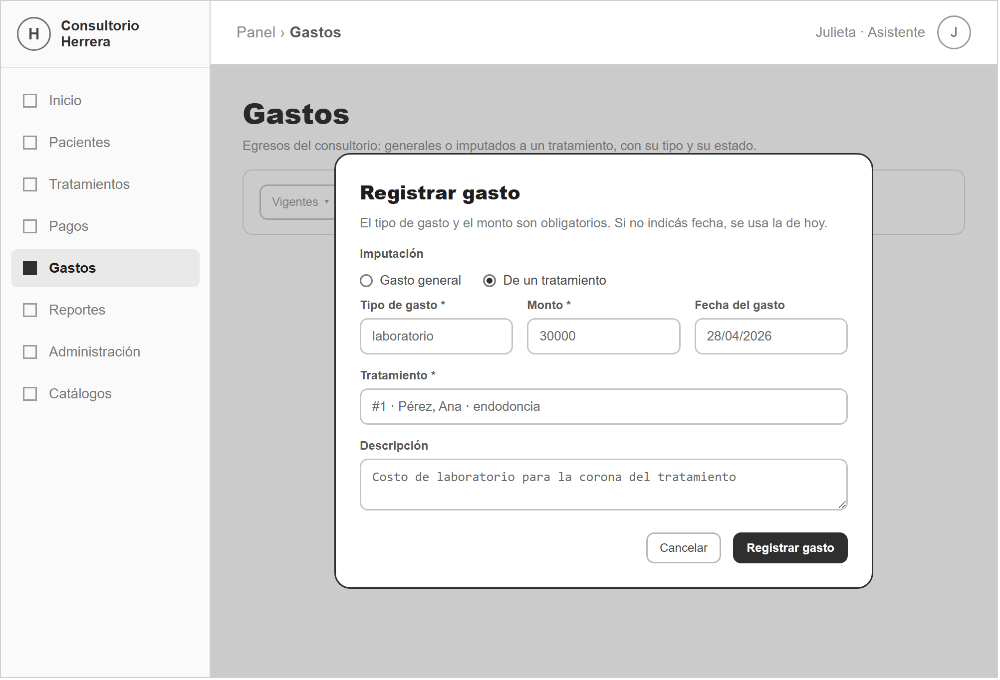 H
Consultorio
Herrera
Panel › Gastos
Julieta · Asistente
J
Inicio
Pacientes
Tratamientos
Pagos
Gastos
Reportes
Administración
Catálogos
Gastos
Egresos del consultorio: generales o imputados a un tratamiento, con su tipo y su estado.
Vigentes ▾
Registrar gasto
El tipo de gasto y el monto son obligatorios. Si no indicás fecha, se usa la de hoy.
Imputación
Gasto general
De un tratamiento
Tipo de gasto *
Monto *
Fecha del gasto
laboratorio
30000
28/04/2026
Tratamiento *
#1 · Pérez, Ana · endodoncia
Descripción
Costo de laboratorio para la corona del tratamiento
Cancelar
Registrar gasto